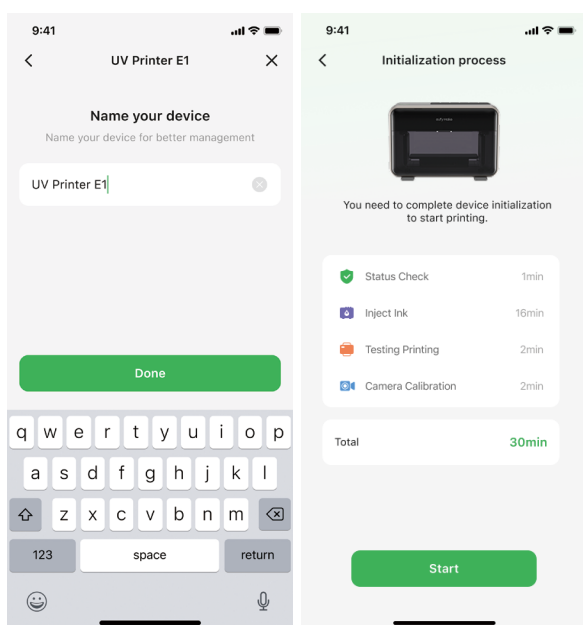 9:41
UV Printer E1
Name your device
Name your device for better management
UV Printer E1
Done
q w e r t y u i o p
a s d f g h j k l
z x c v b n m
123 space return
9:41
Initialization process
You need to complete device initialization
to start printing.
Status Check 1min
Inject Ink 16min
Testing Printing 2min
Camera Calibration 2min
Total 30min
Start